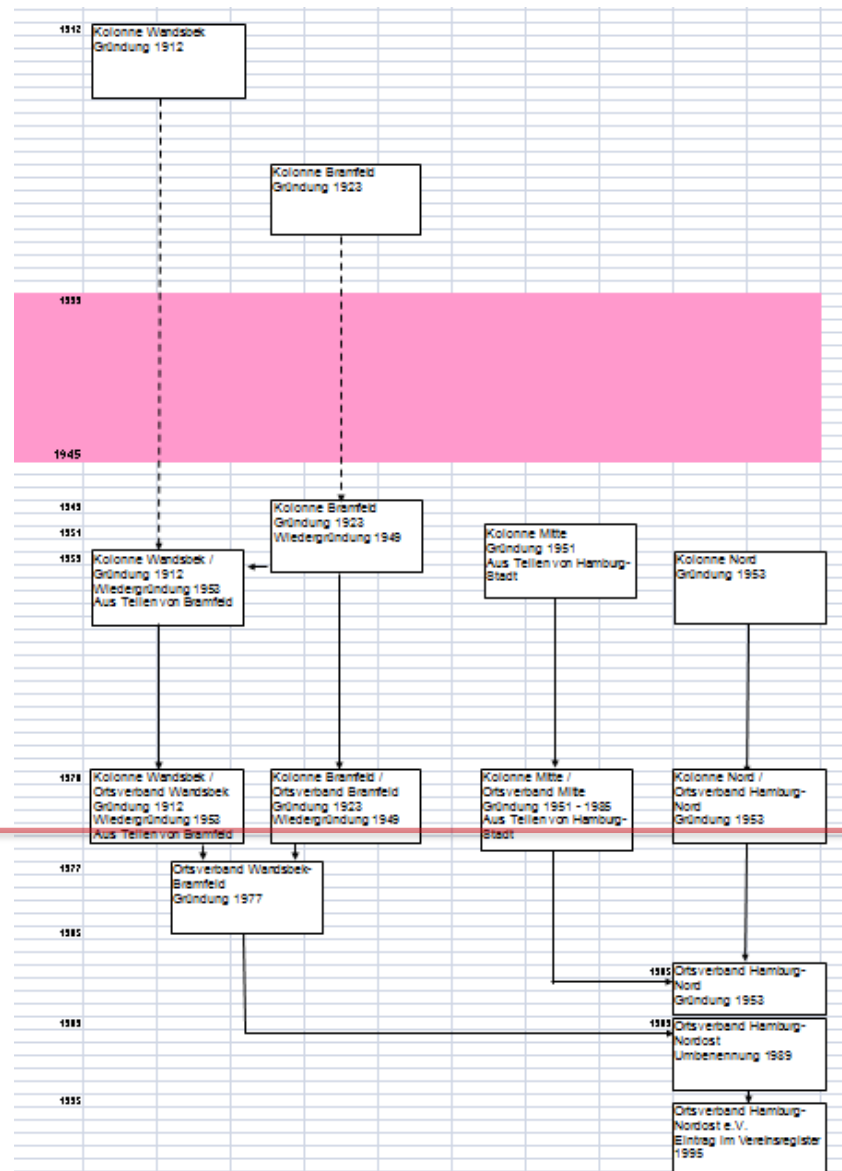 1912
Kolonne Wandsbek
Gründung 1912
Kolonne Bramfeld
Gründung 1923
1933
1945
1949
Kolonne Bramfeld
Gründung 1923
Wiedergründung 1949
1951
Kolonne Mitte
Gründung 1951
Aus Teilen von Hamburg-
Stadt
1953
Kolonne Wandsbek /
Gründung 1912
Wiedergründung 1953
Aus Teilen von Bramfeld
Kolonne Nord
Gründung 1953
1970
Kolonne Wandsbek /
Ortsverband Wandsbek
Gründung 1912
Wiedergründung 1953
Aus Teilen von Bramfeld
Kolonne Bramfeld /
Ortsverband Bramfeld
Gründung 1923
Wiedergründung 1949
Kolonne Mitte /
Ortsverband Mitte
Gründung 1951 - 1985
Aus Teilen von Hamburg-
Stadt
Kolonne Nord /
Ortsverband Hamburg-
Nord
Gründung 1953
1977
Ortsverband Wandsbek-
Bramfeld
Gründung 1977
1985
1985
Ortsverband Hamburg-
Nord
Gründung 1953
1989
1989
Ortsverband Hamburg-
Nordost
Umbenennung 1989
1995
Ortsverband Hamburg-
Nordost e.V.
Eintrag im Vereinsregister
1995